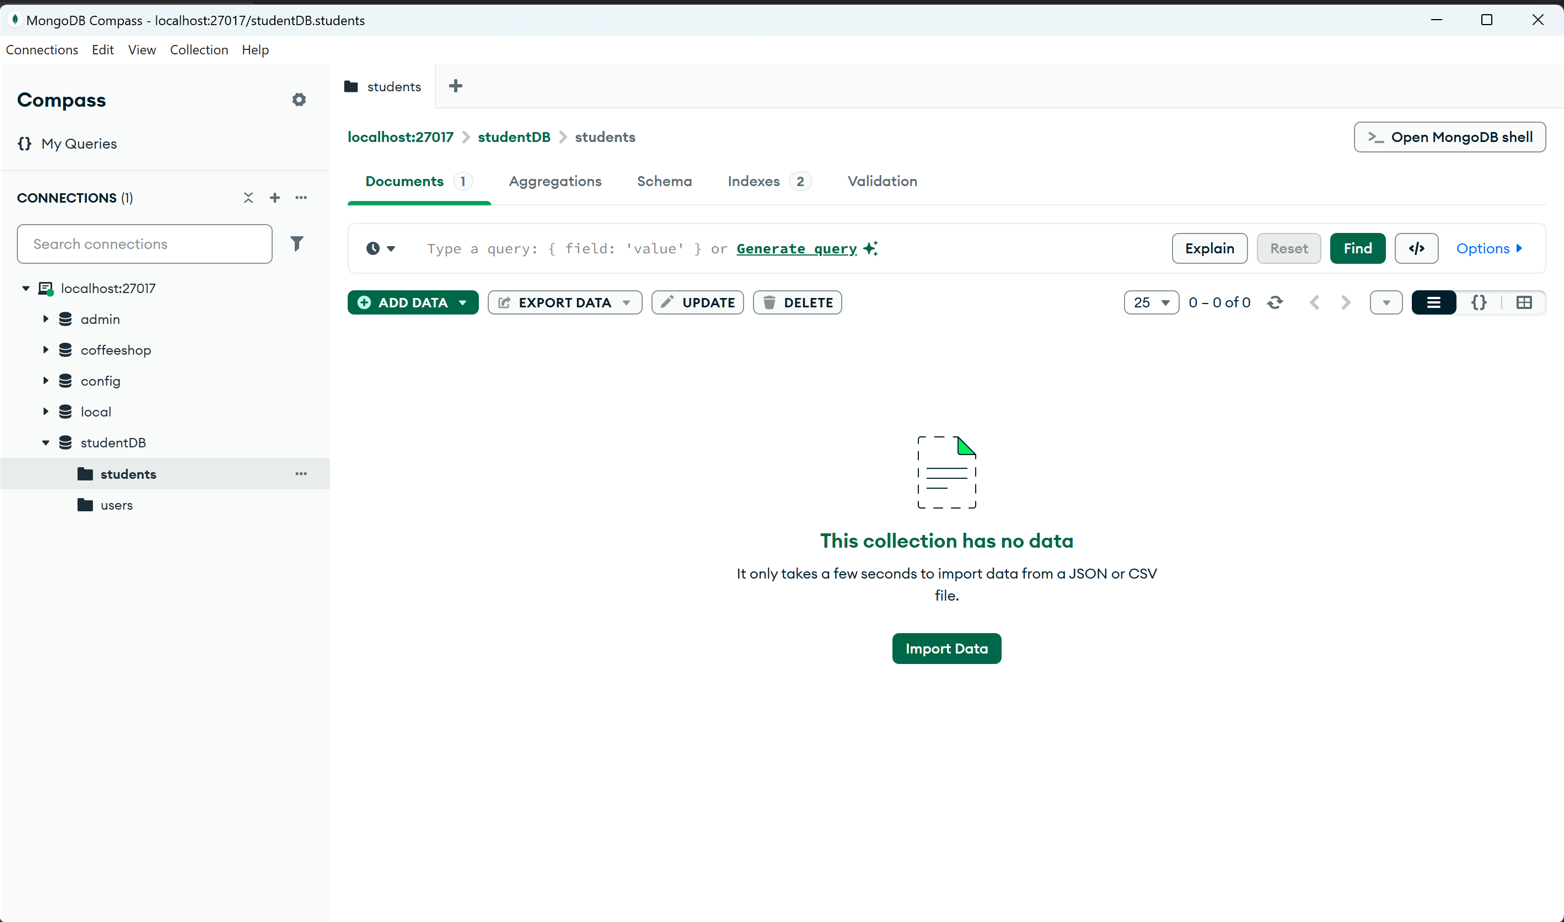 MongoDB Compass - localhost:27017/studentDB.students
Connections Edit View Collection Help
Compass
{} My Queries
CONNECTIONS (1)
Search connections
localhost:27017
admin
coffeeshop
config
local
studentDB
students
users
students
localhost:27017 > studentDB > students
>_ Open MongoDB shell
Documents 1 Aggregations Schema Indexes 2 Validation
Type a query: { field: 'value' } or Generate query
Explain Reset Find </> Options
ADD DATA EXPORT DATA UPDATE DELETE
25 0 – 0 of 0 {}
This collection has no data
It only takes a few seconds to import data from a JSON or CSV
file.
Import Data